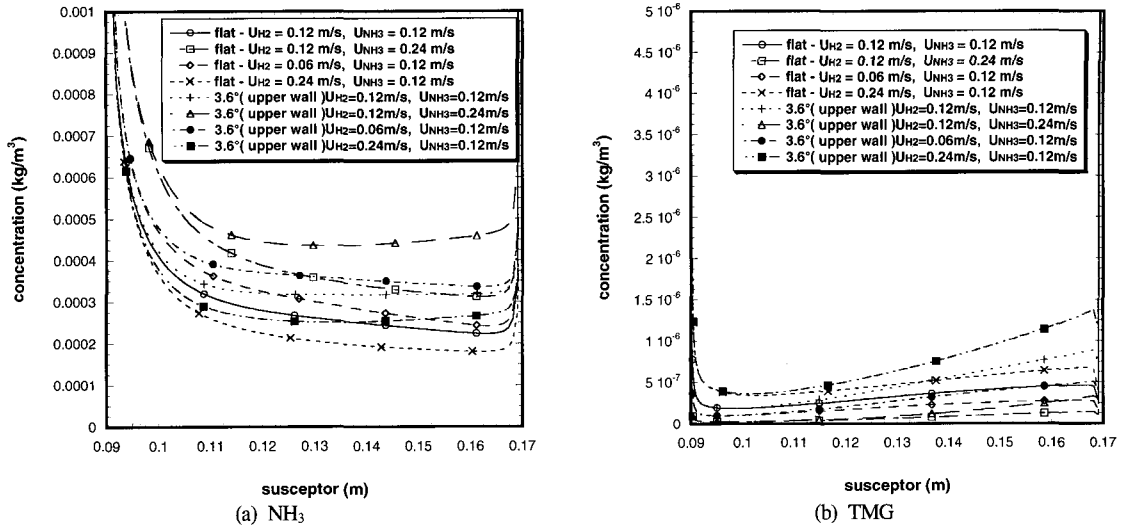 0.001
0.0009
0.0008
0.0007
0.0006
0.0005
0.0004
0.0003
0.0002
0.0001
0
concentration (kg/m³)
flat - UH2 = 0.12 m/s, UNH3 = 0.12 m/s
flat - UH2 = 0.12 m/s, UNH3 = 0.24 m/s
flat - UH2 = 0.06 m/s, UNH3 = 0.12 m/s
flat - UH2 = 0.24 m/s, UNH3 = 0.12 m/s
3.6°( upper wall )UH2=0.12m/s, UNH3=0.12m/s
3.6°( upper wall )UH2=0.12m/s, UNH3=0.24m/s
3.6°( upper wall )UH2=0.06m/s, UNH3=0.12m/s
3.6°( upper wall )UH2=0.24m/s, UNH3=0.12m/s
0.09 0.1 0.11 0.12 0.13 0.14 0.15 0.16 0.17
susceptor (m)
(a) NH₃
5 10⁻⁶
4.5 10⁻⁶
4 10⁻⁶
3.5 10⁻⁶
3 10⁻⁶
2.5 10⁻⁶
2 10⁻⁶
1.5 10⁻⁶
1 10⁻⁶
5 10⁻⁷
0
concentration (kg/m³)
flat - UH2 = 0.12 m/s, UNH3 = 0.12 m/s
flat - UH2 = 0.12 m/s, UNH3 = 0.24 m/s
flat - UH2 = 0.06 m/s, UNH3 = 0.12 m/s
flat - UH2 = 0.24 m/s, UNH3 = 0.12 m/s
3.6°( upper wall )UH2=0.12m/s, UNH3=0.12m/s
3.6°( upper wall )UH2=0.12m/s, UNH3=0.24m/s
3.6°( upper wall )UH2=0.06m/s, UNH3=0.12m/s
3.6°( upper wall )UH2=0.24m/s, UNH3=0.12m/s
0.09 0.1 0.11 0.12 0.13 0.14 0.15 0.16 0.17
susceptor (m)
(b) TMG